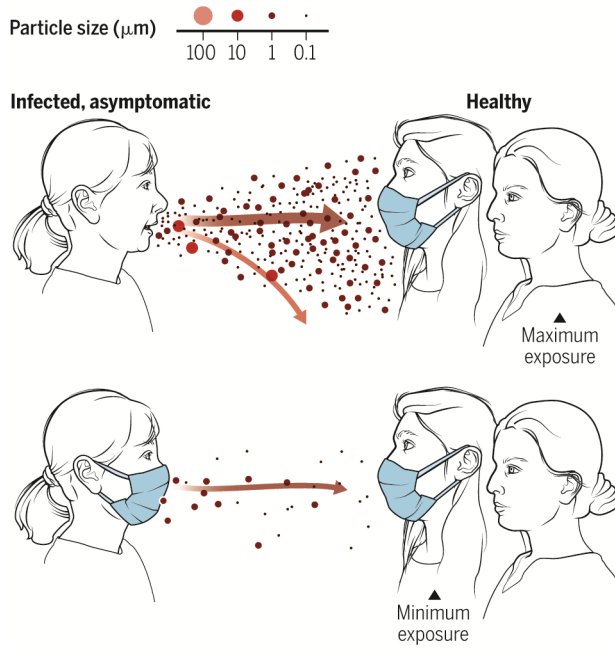 Particle size (μm)
100 10 1 0.1
Infected, asymptomatic
Healthy
Maximum
exposure
Minimum
exposure